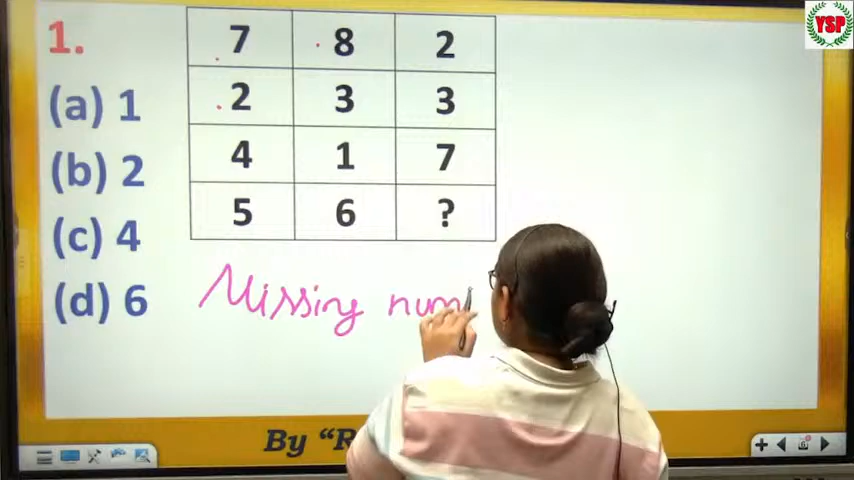 1.
(a) 1
(b) 2
(c) 4
(d) 6
7 8 2
2 3 3
4 1 7
5 6 ?
Missing num
By “R
YSP